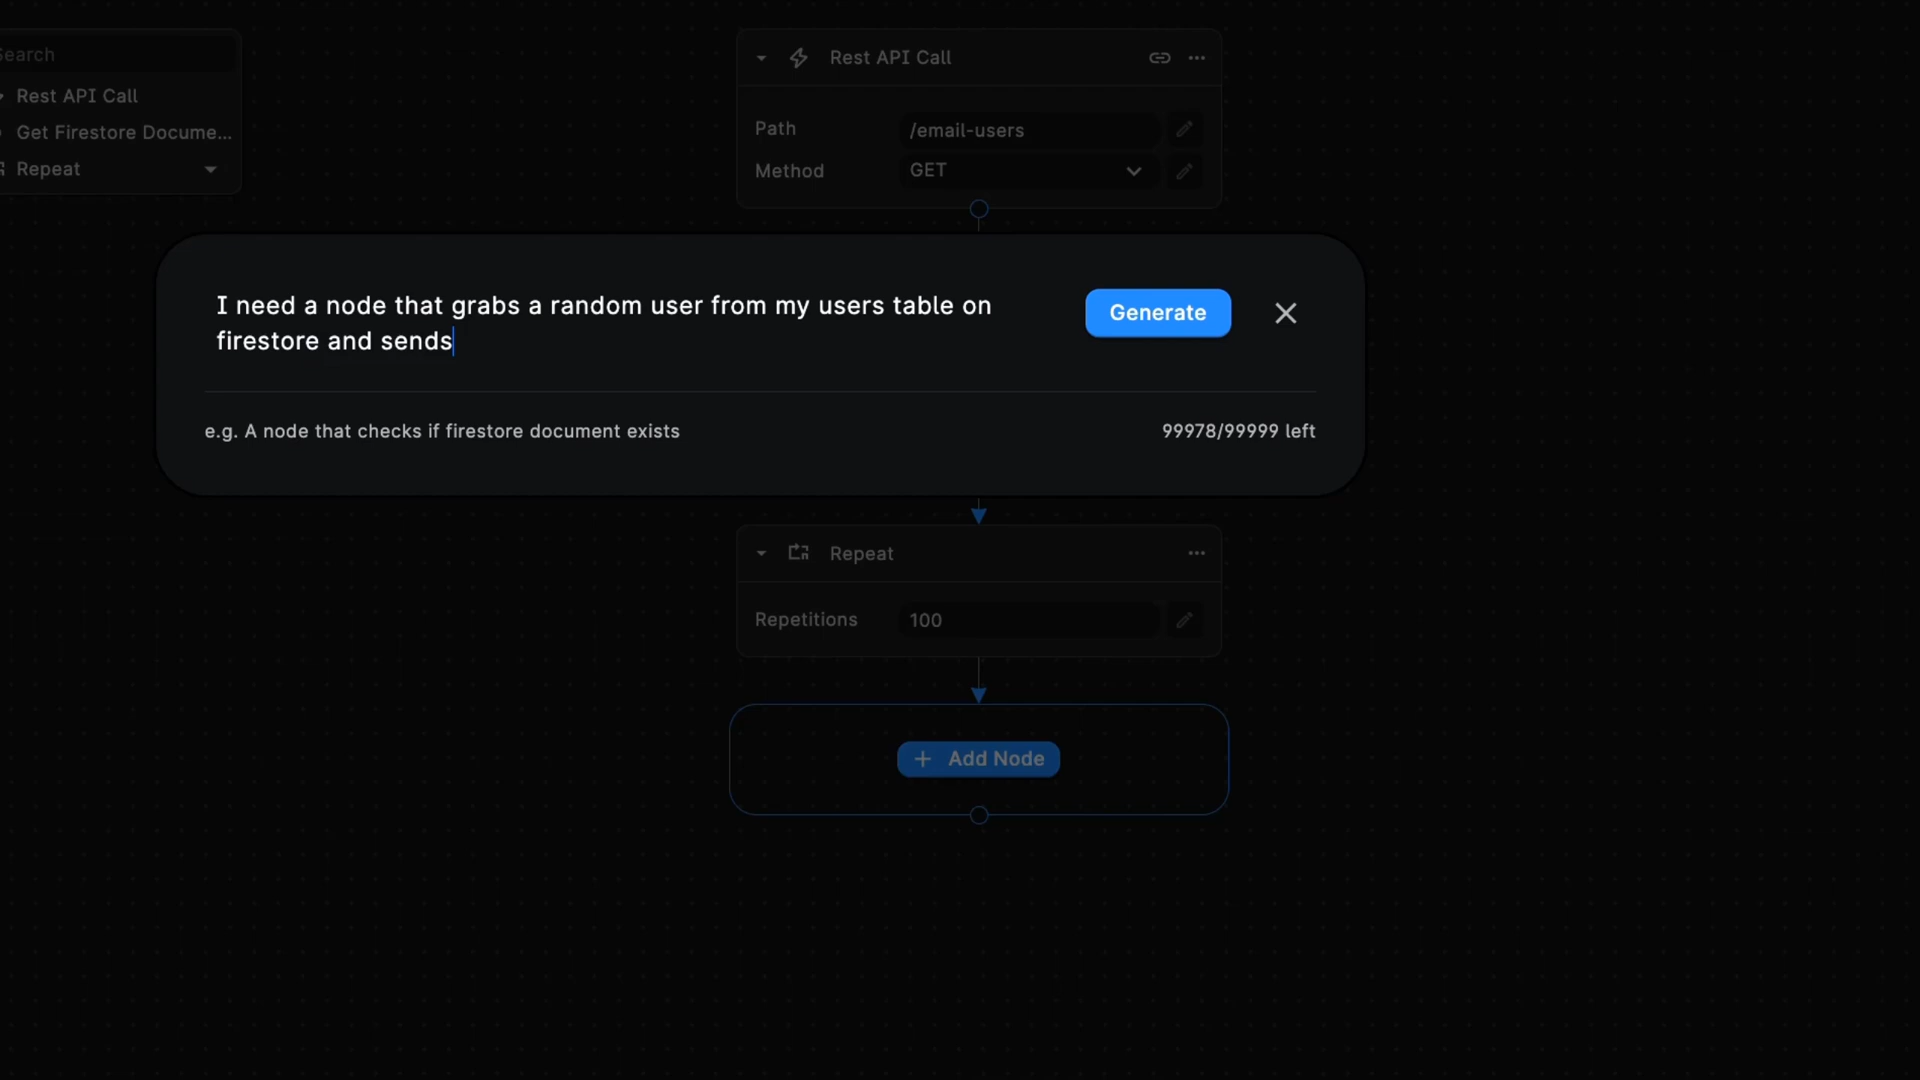 Search
Rest API Call
Get Firestore Docume...
Repeat
Rest API Call
Path
/email-users
Method
GET
I need a node that grabs a random user from my users table on
firestore and sends
Generate
e.g. A node that checks if firestore document exists
99978/99999 left
Repeat
Repetitions
100
+ Add Node